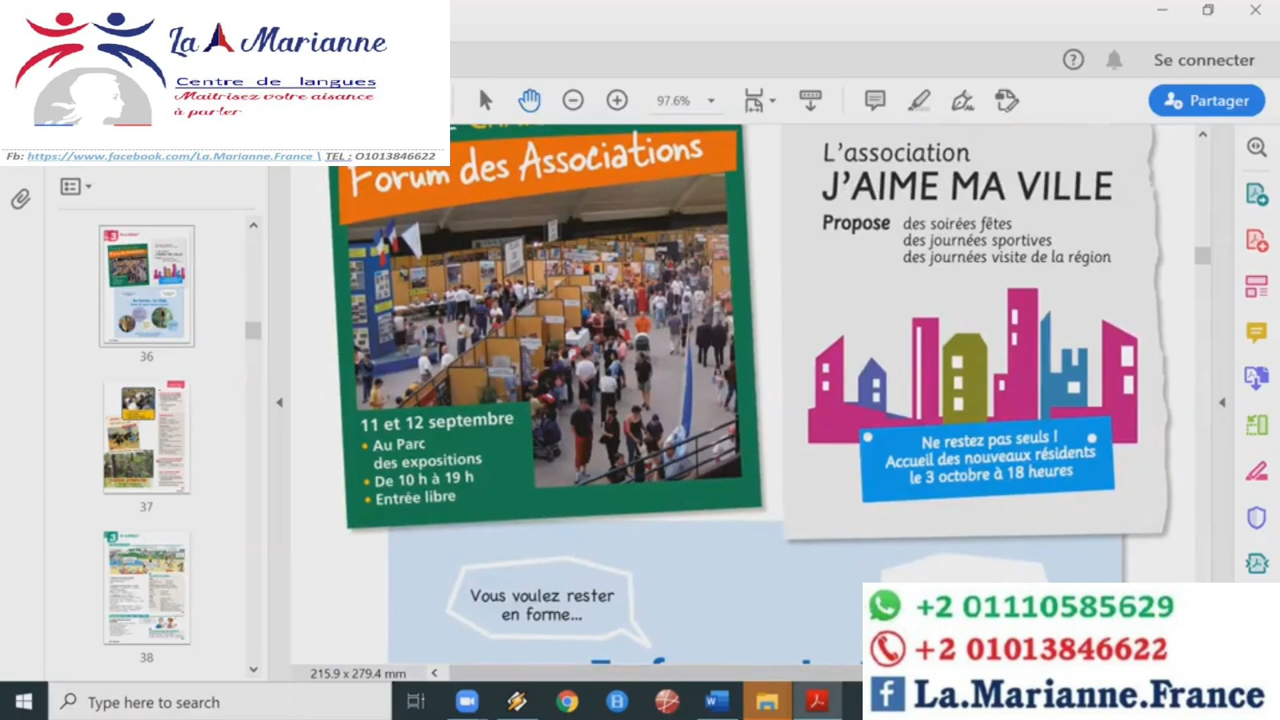 La Marianne
Centre de langues
Maîtrisez votre aisance
à parler
Fb: https://www.facebook.com/La.Marianne.France \ TEL : O1013846622
Se connecter
97.6%
Partager
Forum des Associations
11 et 12 septembre
• Au Parc
des expositions
• De 10 h à 19 h
• Entrée libre
L'association
J'AIME MA VILLE
Propose des soirées fêtes
des journées sportives
des journées visite de la région
Ne restez pas seuls !
Accueil des nouveaux résidents
le 3 octobre à 18 heures
Vous voulez rester
en forme...
36
37
38
215.9 x 279.4 mm
Type here to search
+2 01110585629
+2 01013846622
La.Marianne.France